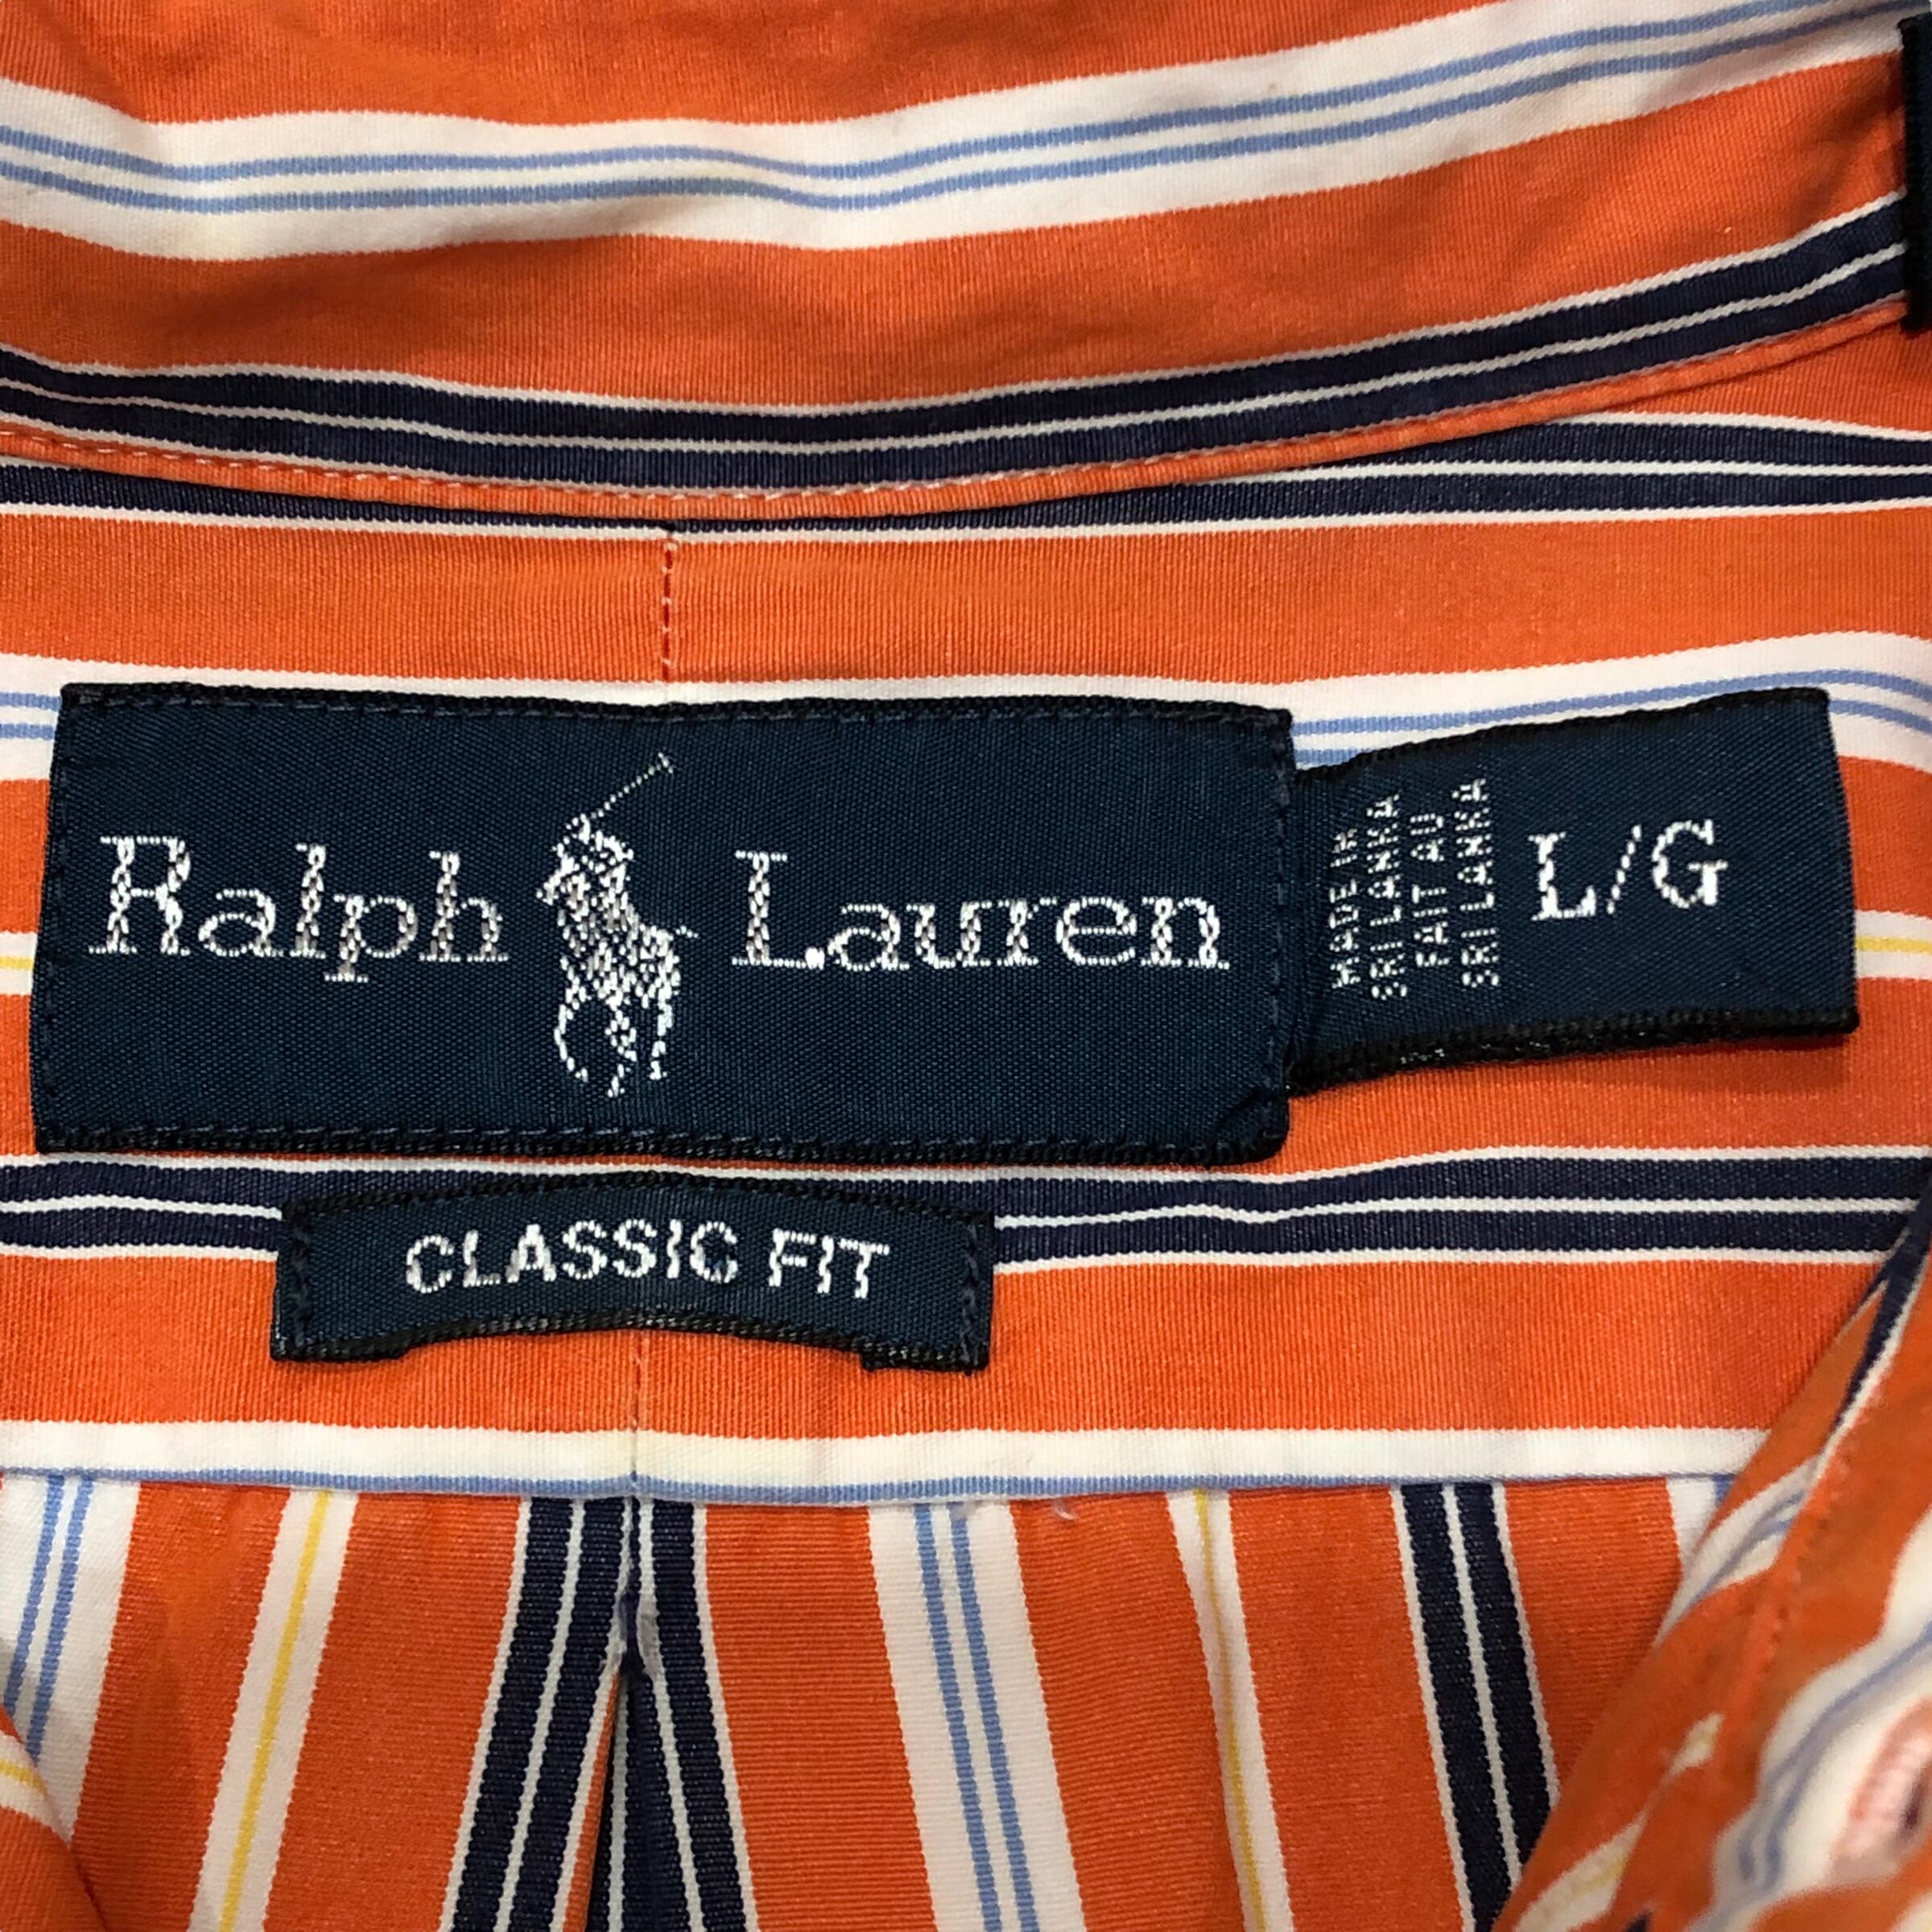 Ralph Lauren
MADE IN
SRI LANKA
FAIT AU
SRI LANKA
L/G
CLASSIC FIT